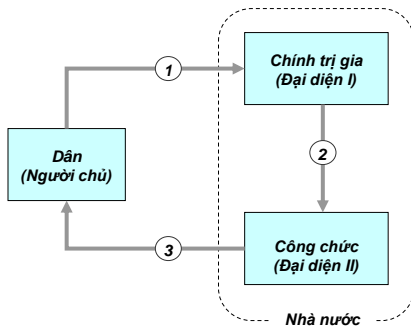 1
Chính trị gia
(Đại diện I)
2
Dân
(Người chủ)
3
Công chức
(Đại diện II)
Nhà nước